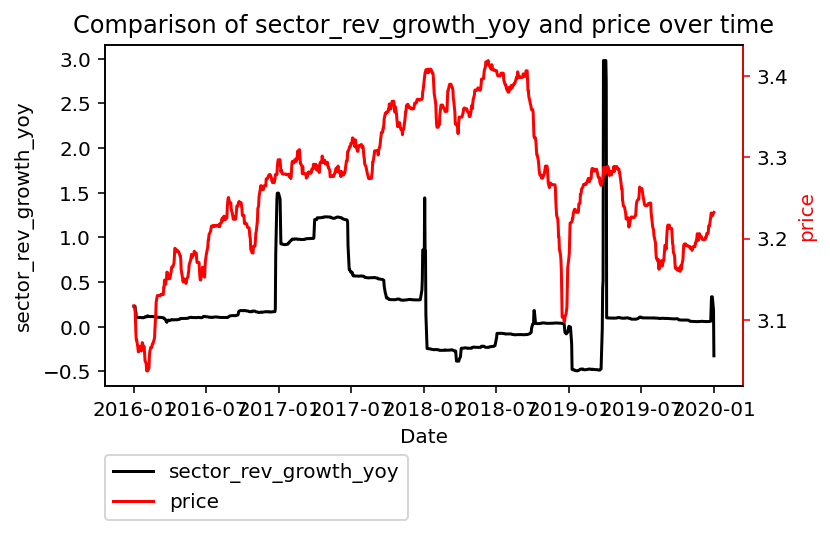 Comparison of sector_rev_growth_yoy and price over time
sector_rev_growth_yoy
3.0
2.5
2.0
1.5
1.0
0.5
0.0
−0.5
3.4
3.3
3.2
3.1
price
2016-01 2016-07 2017-01 2017-07 2018-01 2018-07 2019-01 2019-07 2020-01
Date
sector_rev_growth_yoy
price